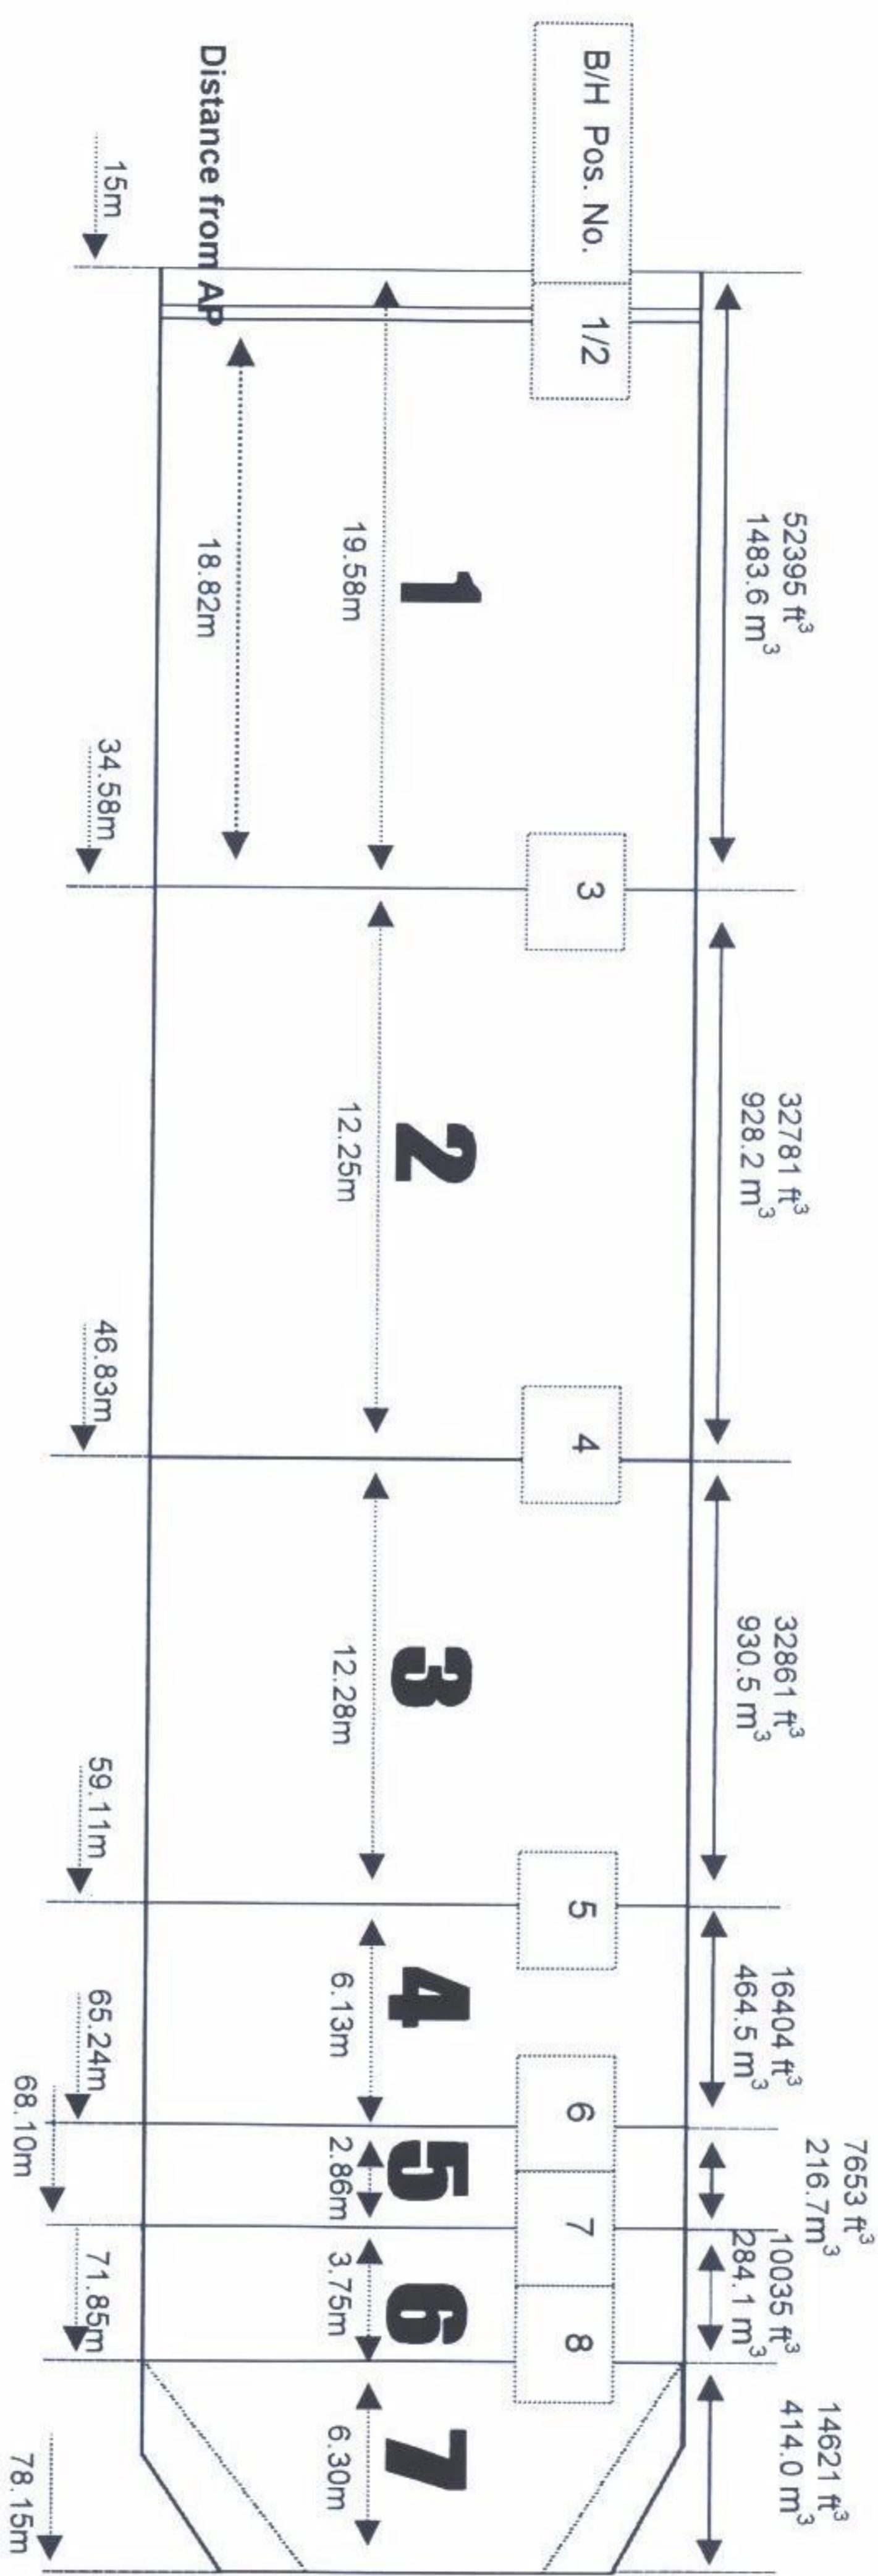 52395 ft³
1483.6 m³
32781 ft³
928.2 m³
32861 ft³
930.5 m³
16404 ft³
464.5 m³
7653 ft³
216.7m³
10035 ft³
284.1 m³
14621 ft³
414.0 m³
B/H Pos. No.
1/2
3
4
5
6
7
8
1
2
3
4
5
6
7
19.58m
12.25m
12.28m
6.13m
2.86m
3.75m
6.30m
18.82m
Distance from AP
15m
34.58m
46.83m
59.11m
65.24m
68.10m
71.85m
78.15m